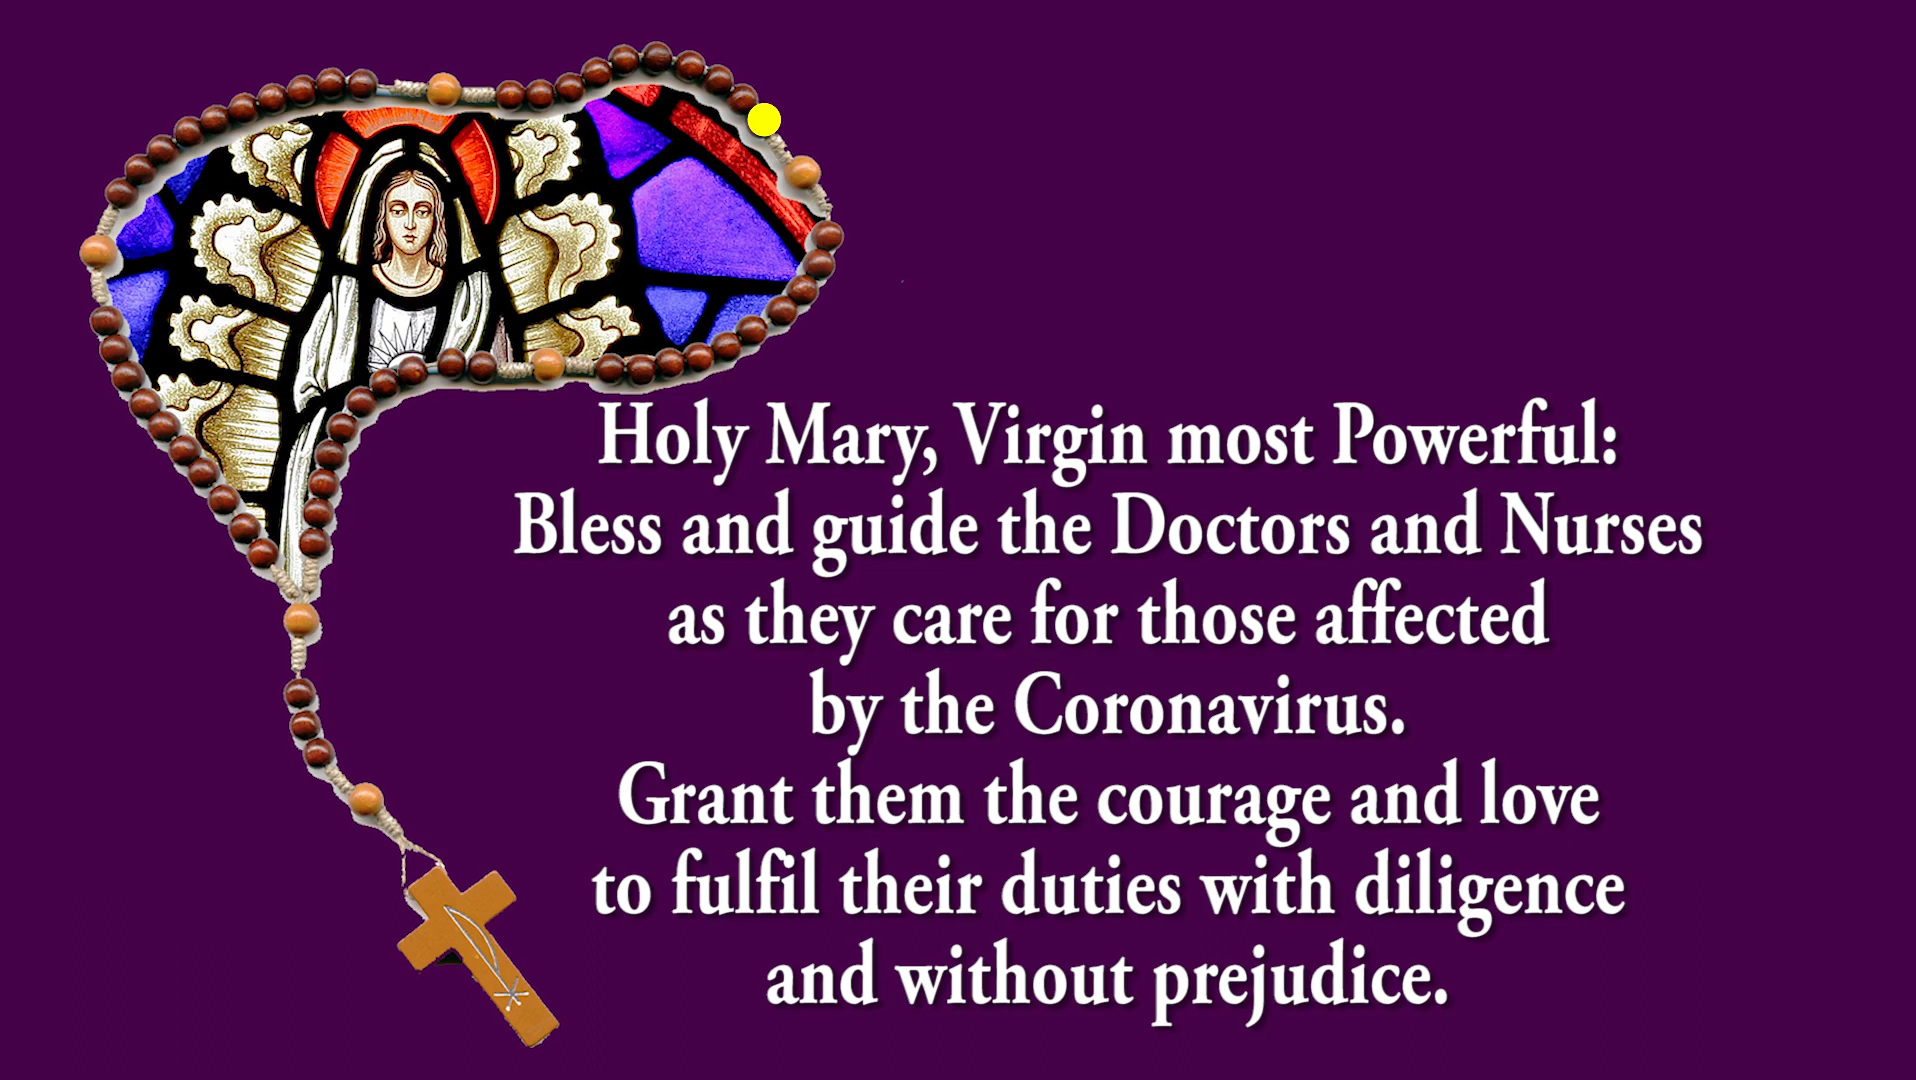 Holy Mary, Virgin most Powerful:
Bless and guide the Doctors and Nurses
as they care for those affected
by the Coronavirus.
Grant them the courage and love
to fulfil their duties with diligence
and without prejudice.